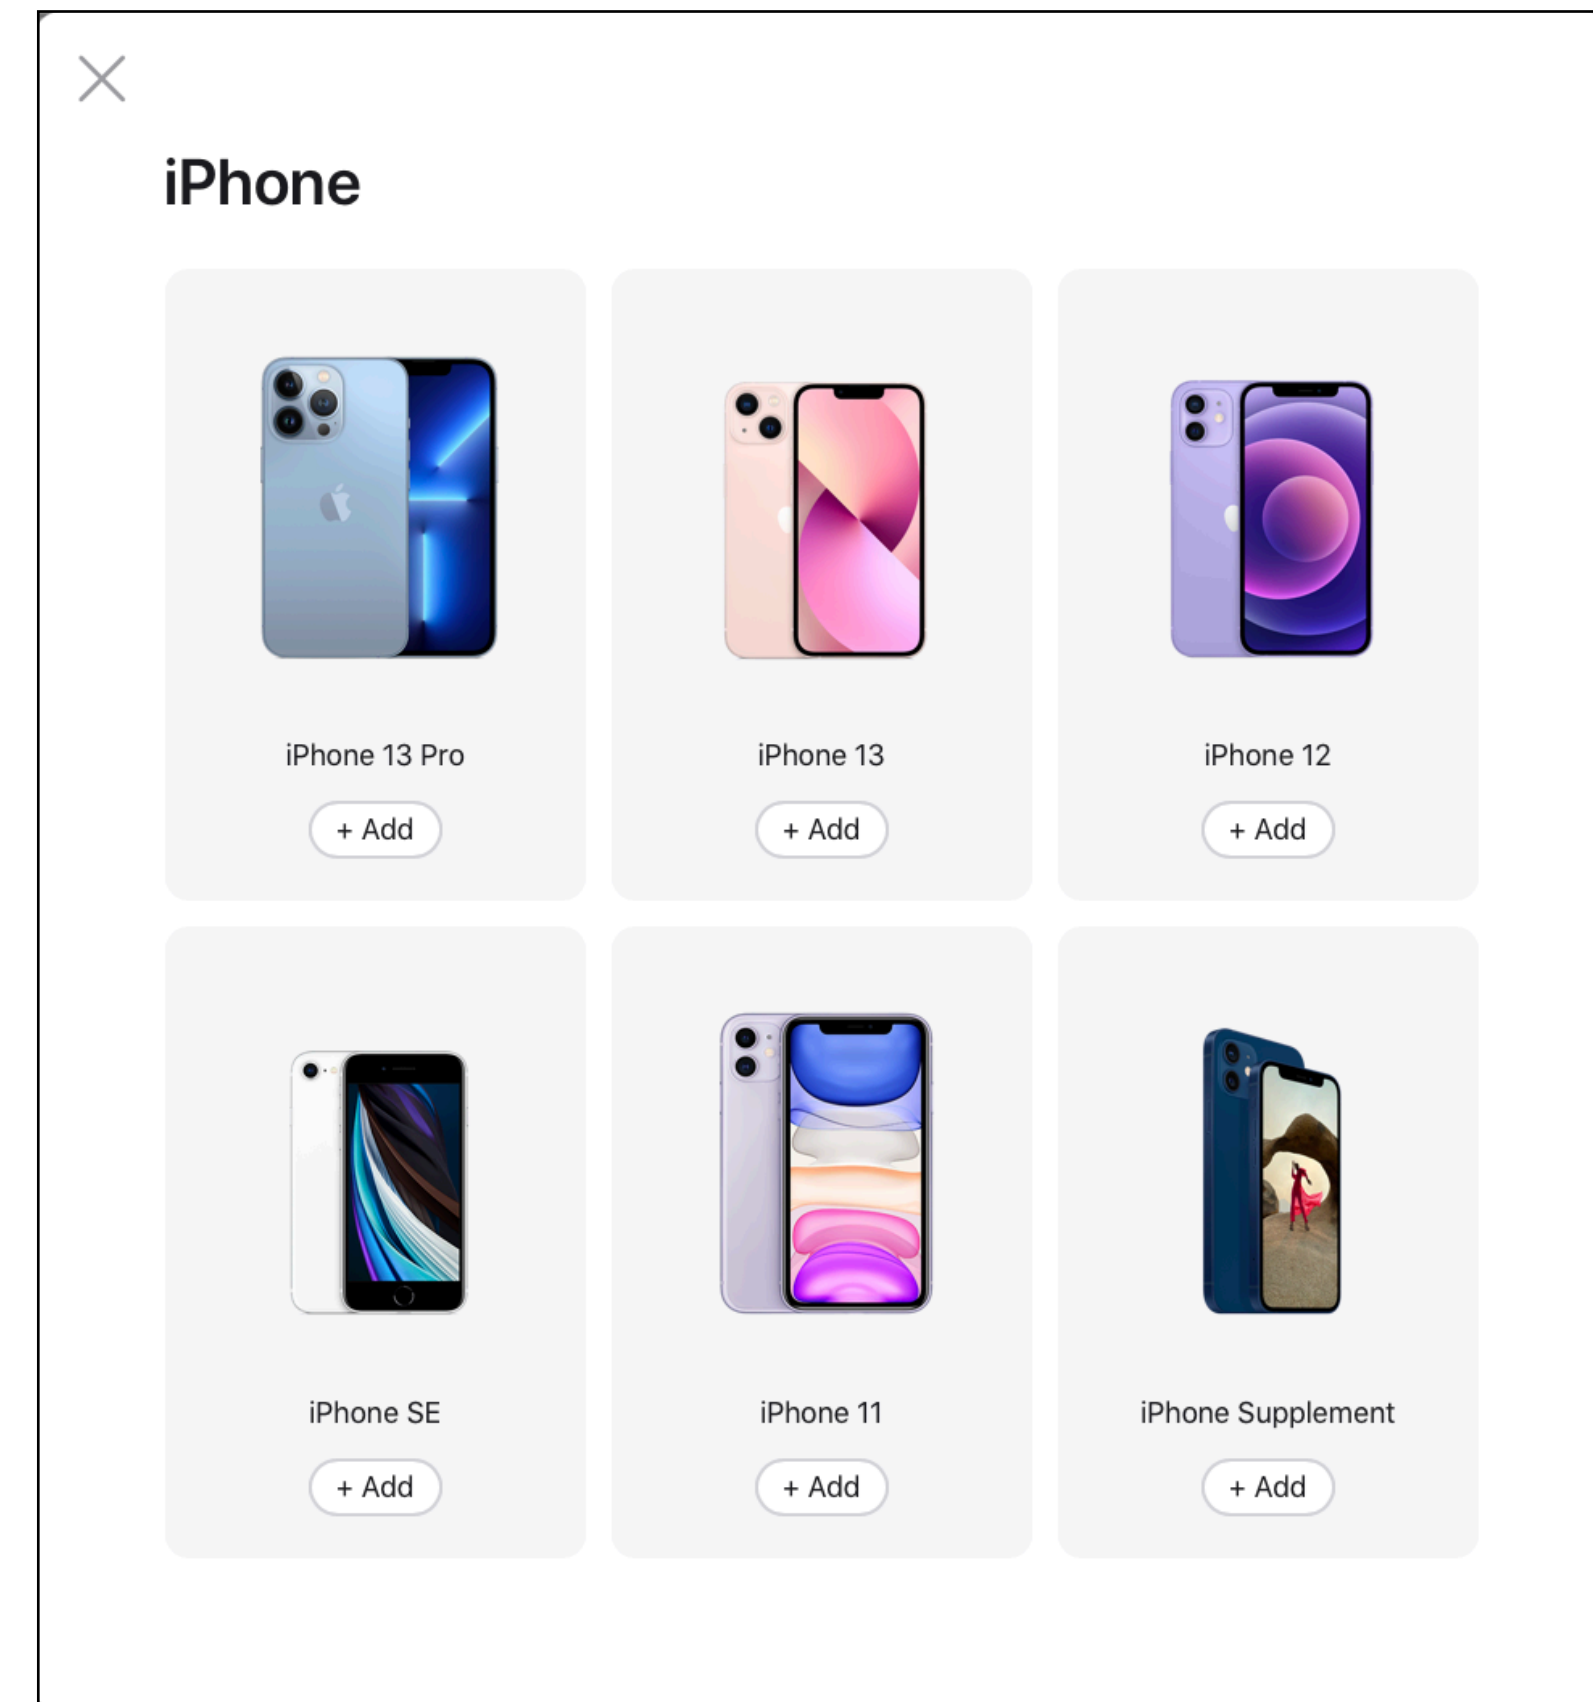 iPhone
iPhone 13 Pro
+ Add
iPhone 13
+ Add
iPhone 12
+ Add
iPhone SE
+ Add
iPhone 11
+ Add
iPhone Supplement
+ Add